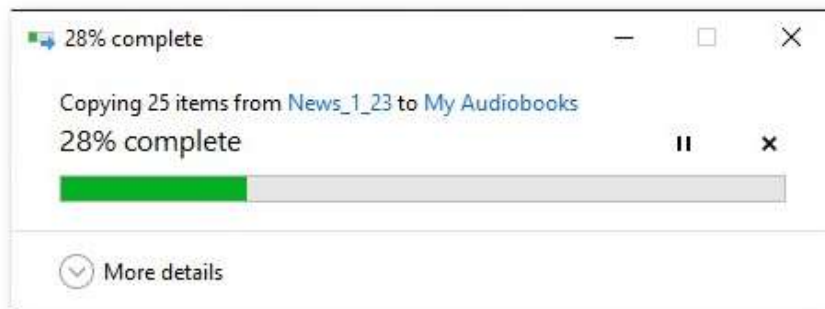 28% complete
Copying 25 items from News_1_23 to My Audiobooks
28% complete
More details